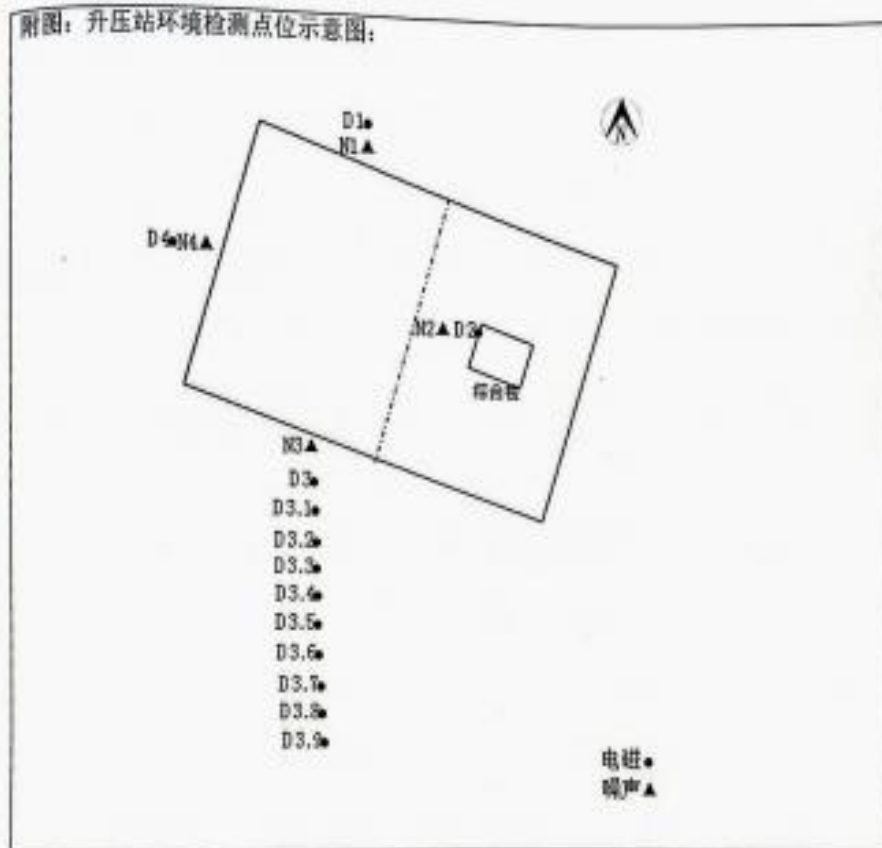 附图：升压站环境检测点位示意图：
D1
N1
N
D4 N4
N2 D2
综合楼
N3
D3
D3.1
D3.2
D3.3
D3.4
D3.5
D3.6
D3.7
D3.8
D3.9
电磁
噪声